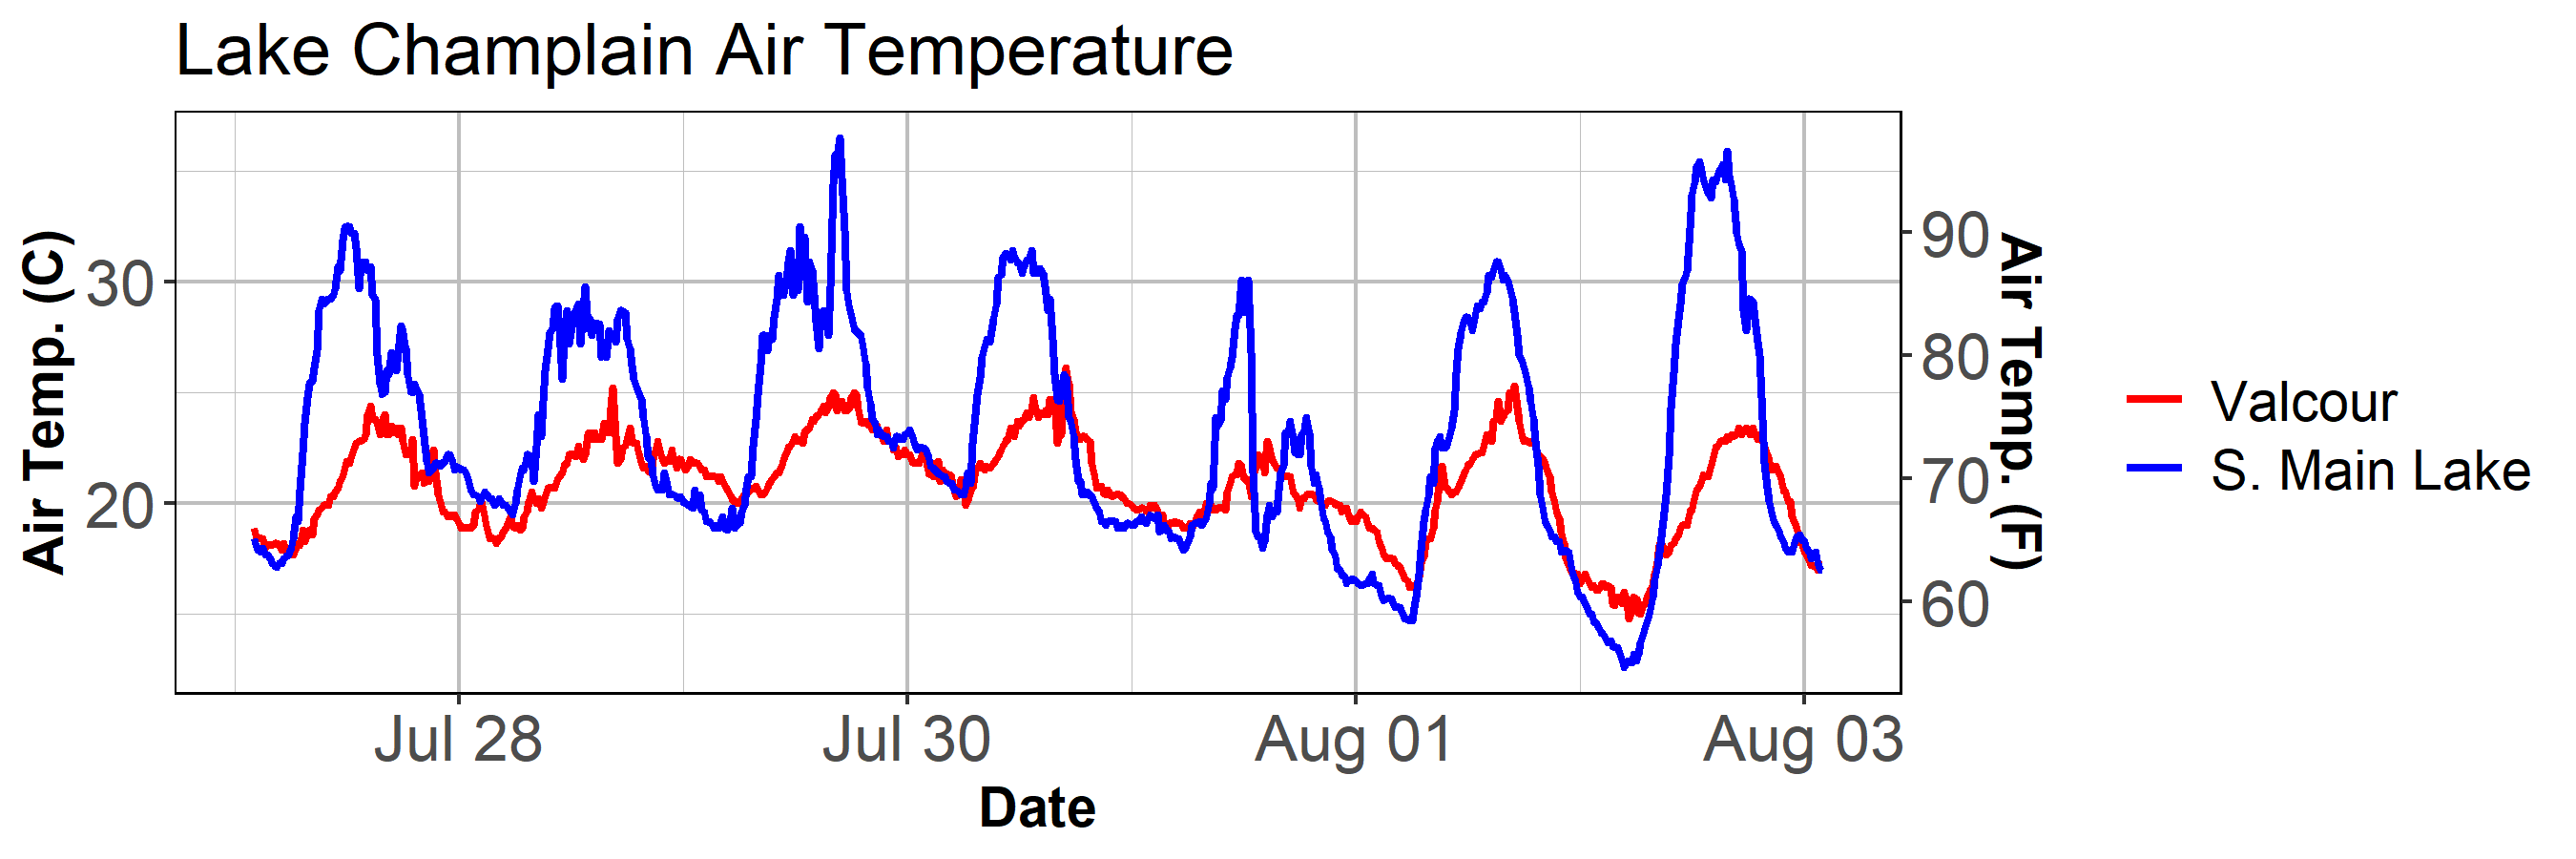 Lake Champlain Air Temperature
Air Temp. (C)
30
20
90
80
70
60
Air Temp. (F)
Valcour
S. Main Lake
Jul 28
Jul 30
Aug 01
Aug 03
Date